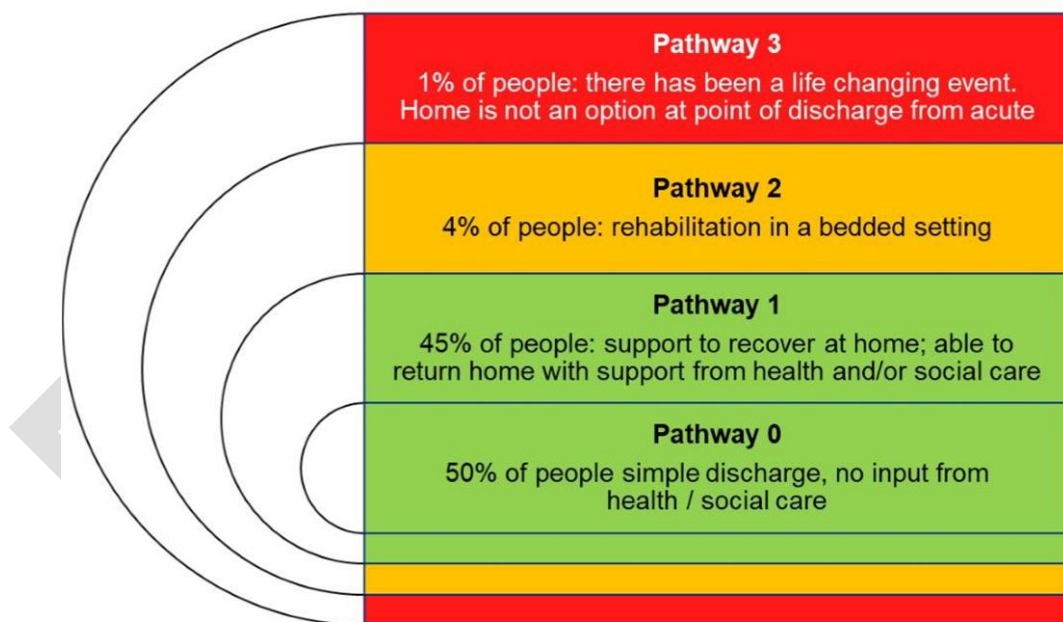 Pathway 3
1% of people: there has been a life changing event.
Home is not an option at point of discharge from acute
Pathway 2
4% of people: rehabilitation in a bedded setting
Pathway 1
45% of people: support to recover at home; able to
return home with support from health and/or social care
Pathway 0
50% of people simple discharge, no input from
health / social care